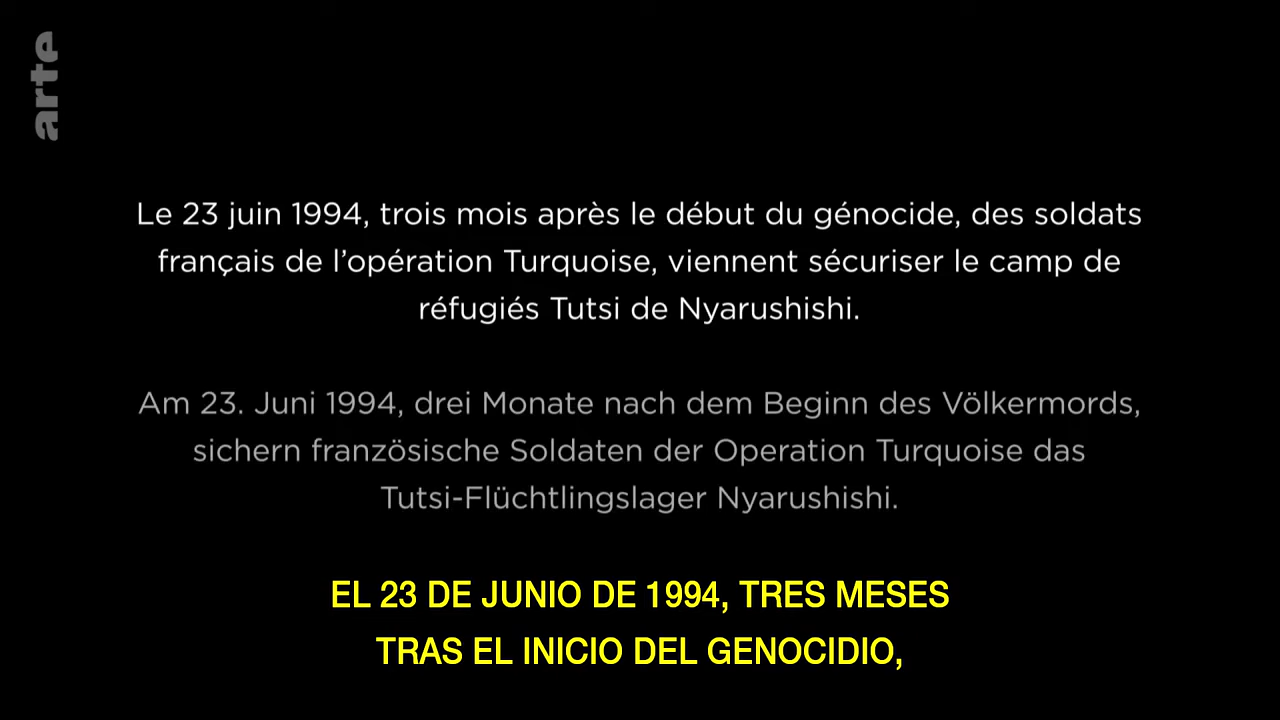 arte
Le 23 juin 1994, trois mois après le début du génocide, des soldats
français de l’opération Turquoise, viennent sécuriser le camp de
réfugiés Tutsi de Nyarushishi.
Am 23. Juni 1994, drei Monate nach dem Beginn des Völkermords,
sichern französische Soldaten der Operation Turquoise das
Tutsi-Flüchtlingslager Nyarushishi.
EL 23 DE JUNIO DE 1994, TRES MESES
TRAS EL INICIO DEL GENOCIDIO,